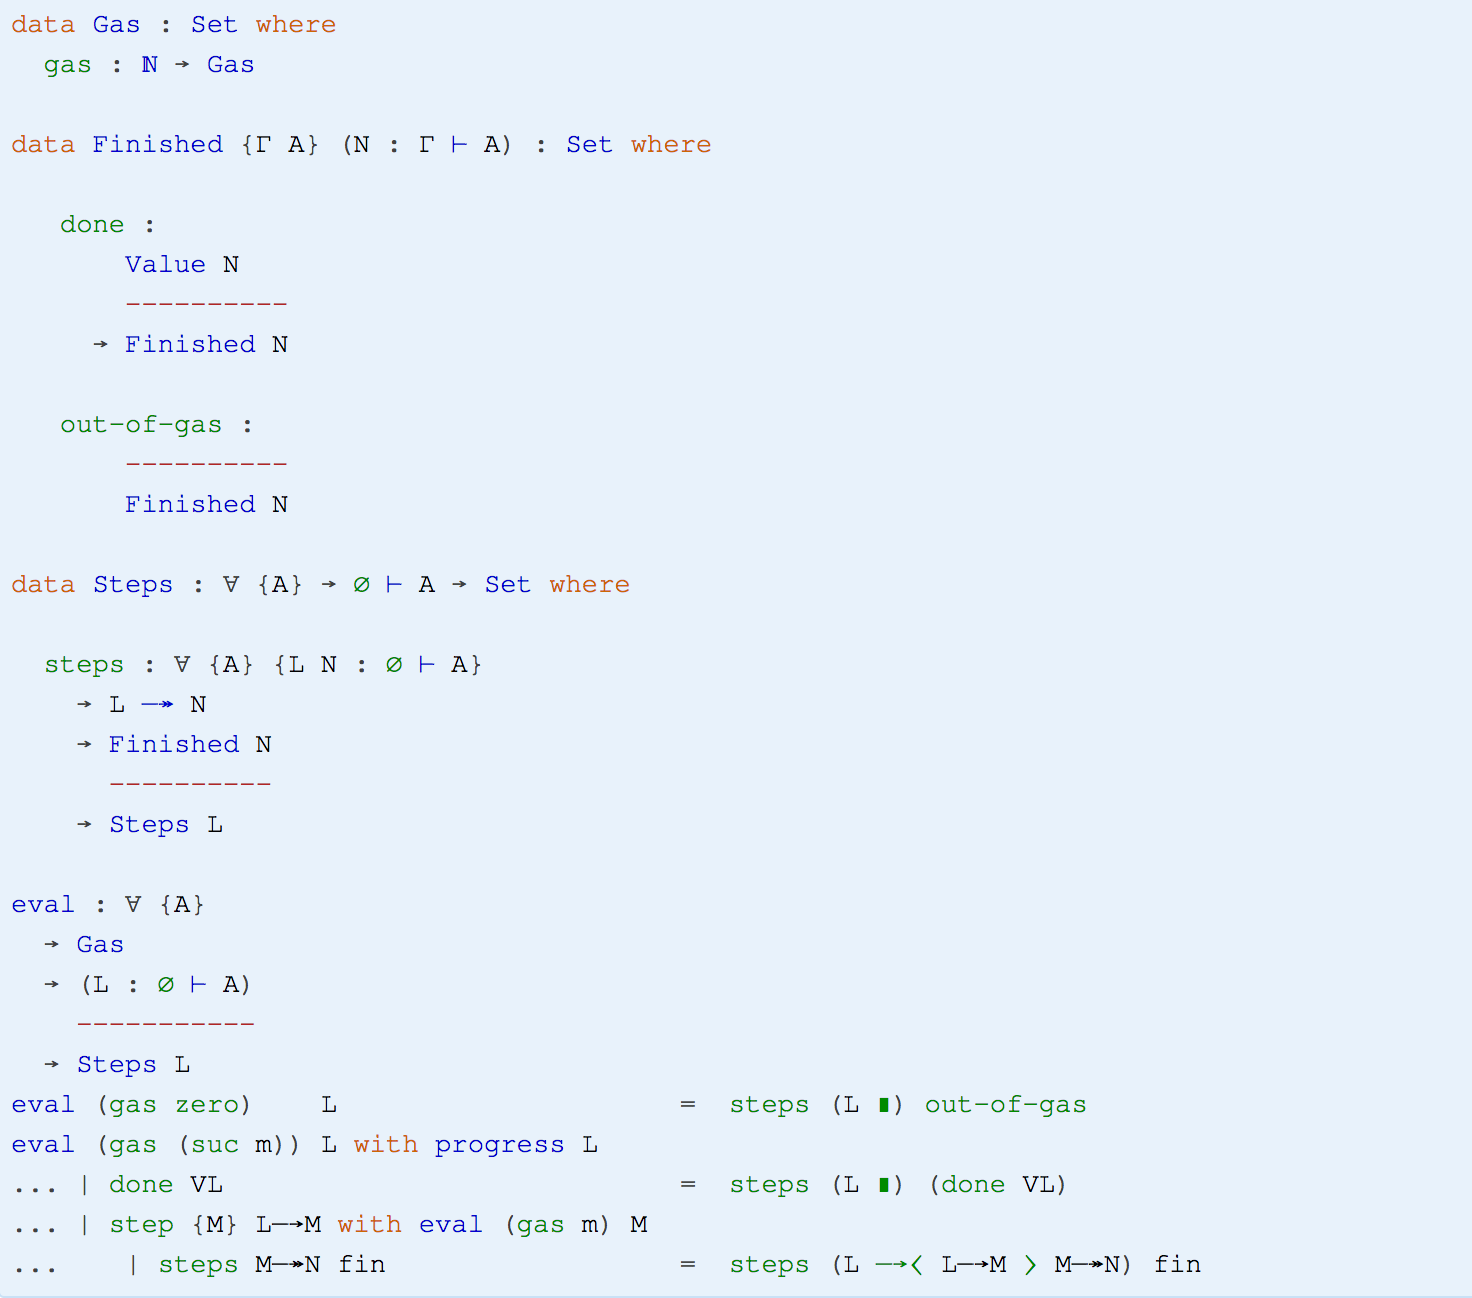 data Gas : Set where
  gas : ℕ → Gas

data Finished {Γ A} (N : Γ ⊢ A) : Set where

   done :
       Value N
       ----------
     → Finished N

   out-of-gas :
       ----------
       Finished N

data Steps : ∀ {A} → ∅ ⊢ A → Set where

  steps : ∀ {A} {L N : ∅ ⊢ A}
    → L —↠ N
    → Finished N
      ----------
    → Steps L

eval : ∀ {A}
  → Gas
  → (L : ∅ ⊢ A)
    -----------
  → Steps L
eval (gas zero)    L                     =  steps (L ∎) out-of-gas
eval (gas (suc m)) L with progress L
... | done VL                            =  steps (L ∎) (done VL)
... | step {M} L—→M with eval (gas m) M
...    | steps M—↠N fin                  =  steps (L —→⟨ L—→M ⟩ M—↠N) fin